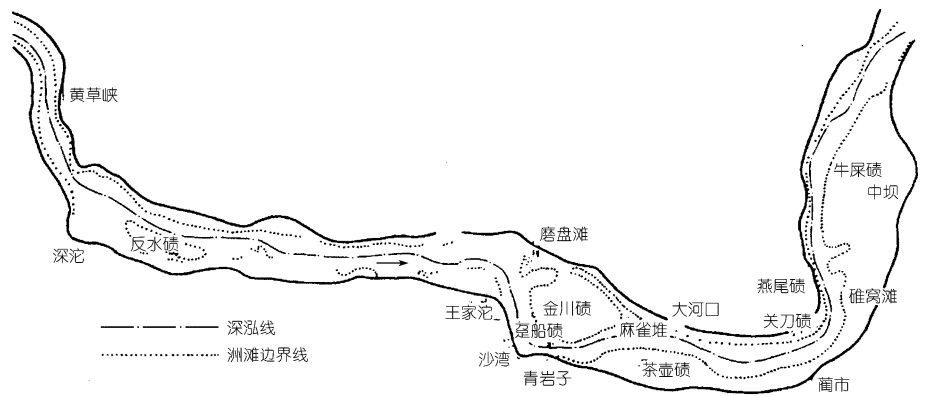 黄草峡
深沱
反水碛
磨盘滩
王家沱
金川碛
趸船碛
麻雀堆
大河口
沙湾
青岩子
茶壶碛
关刀碛
燕尾碛
碓窝滩
蔺市
牛屎碛
中坝
深泓线
洲滩边界线